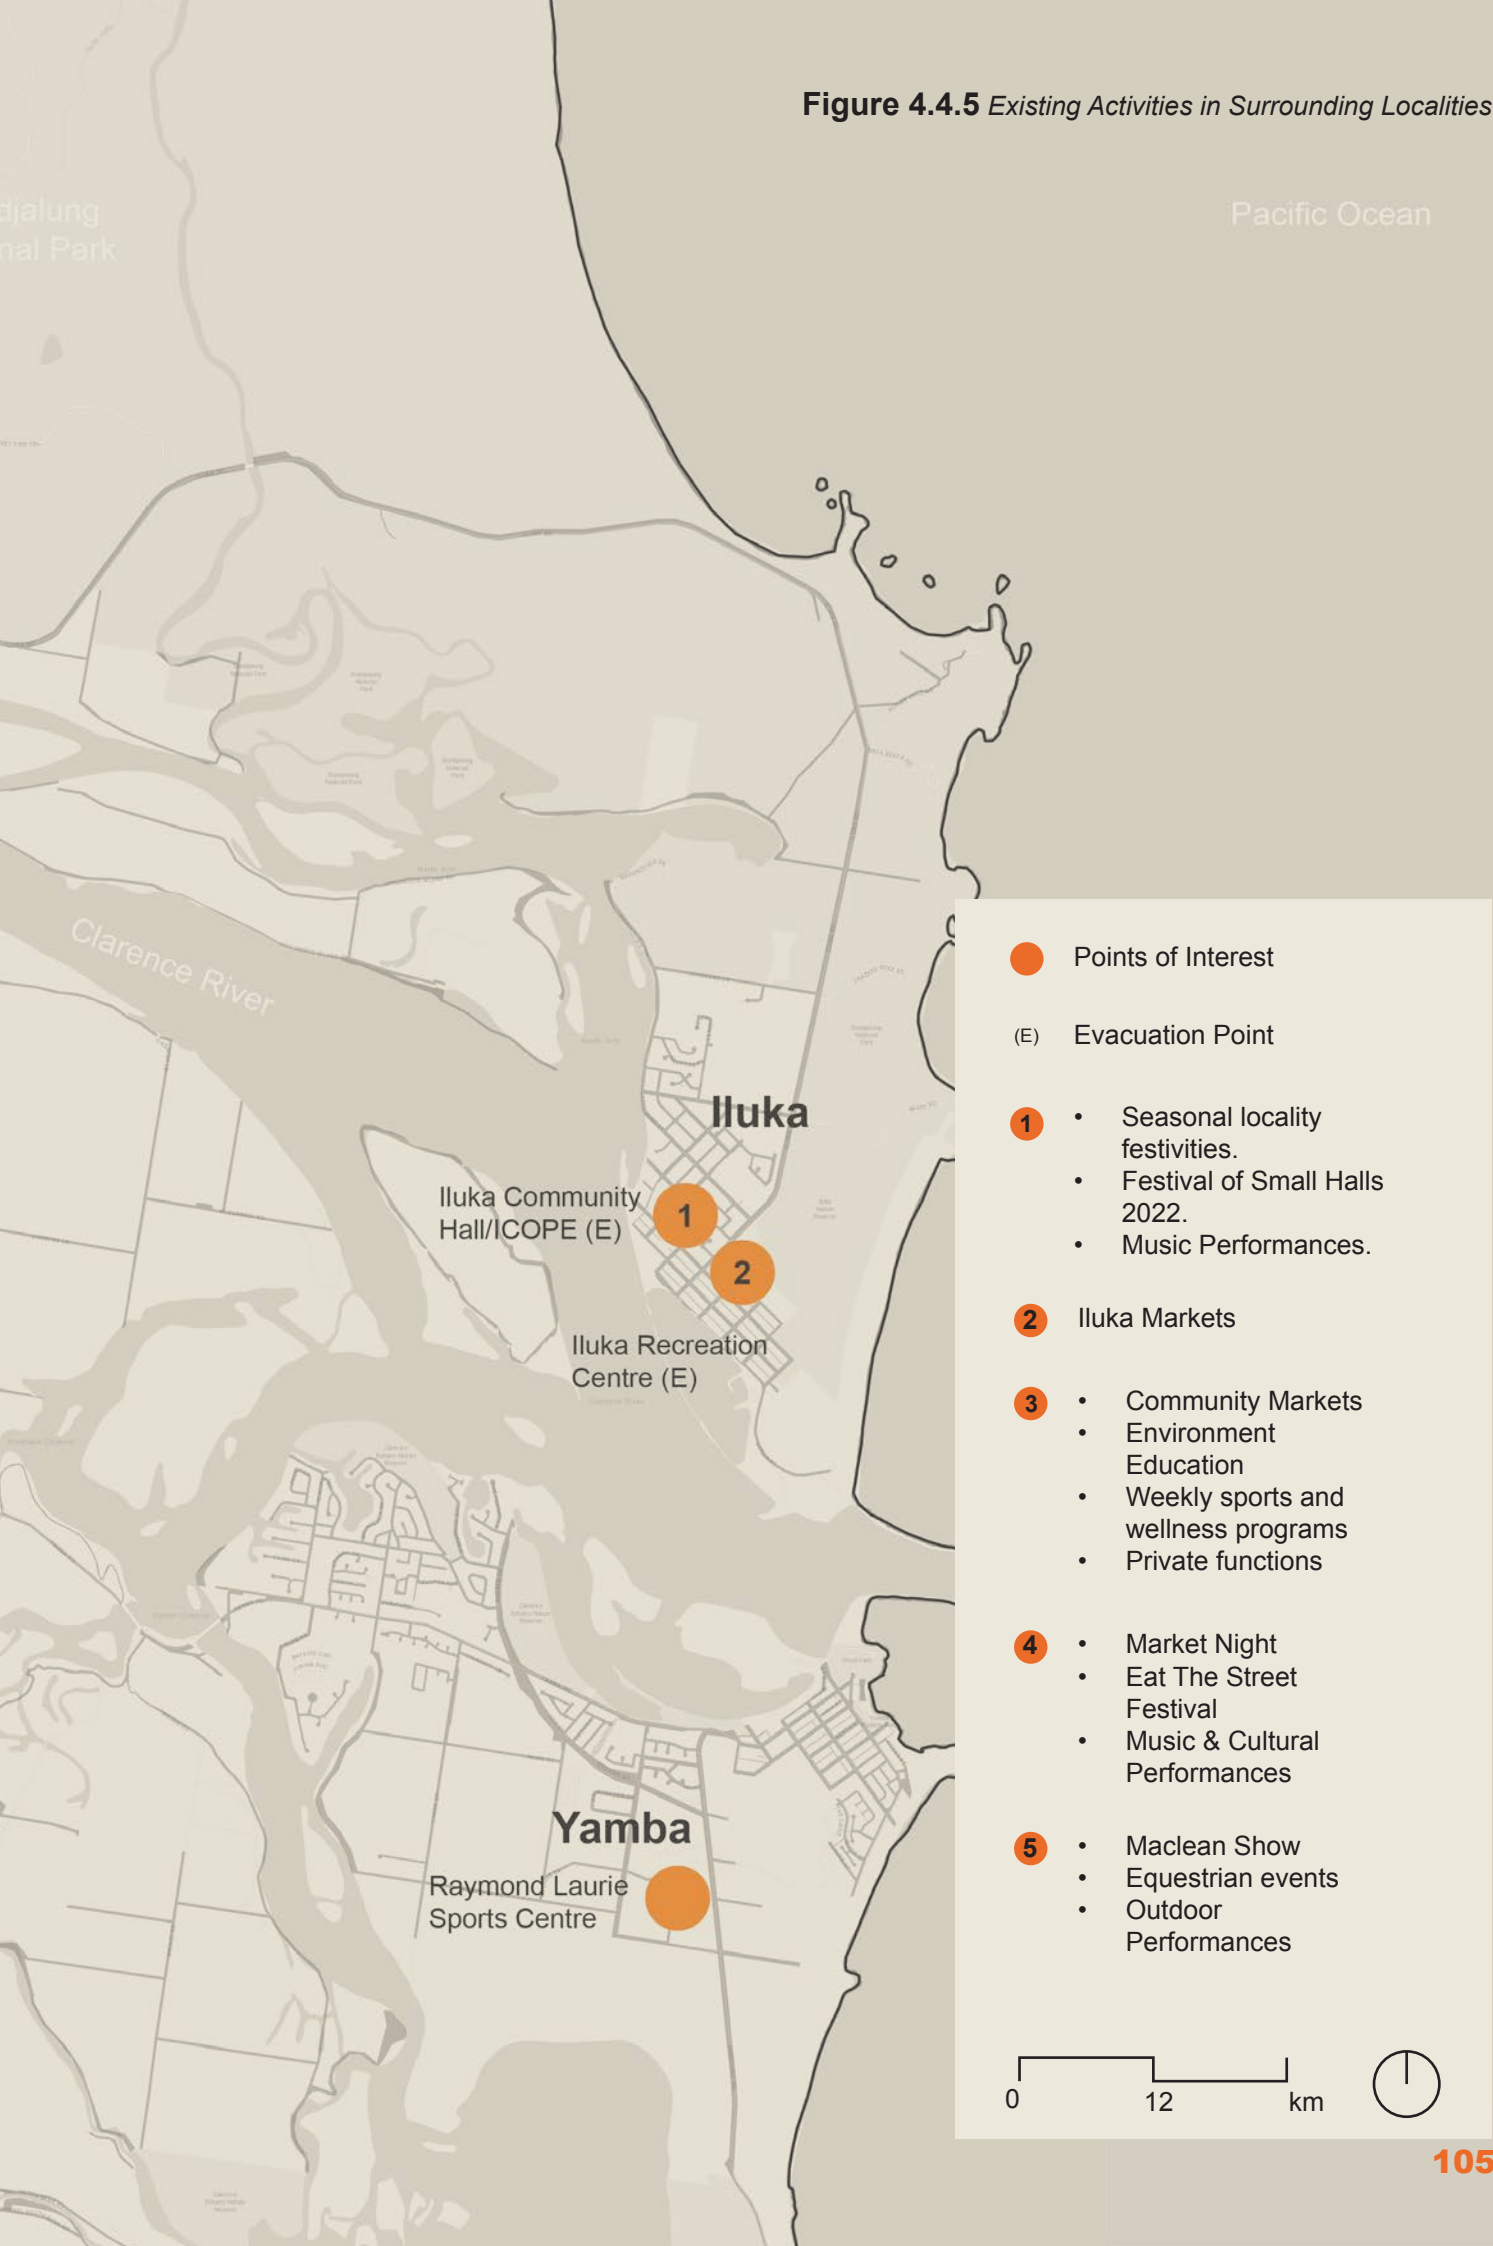 Figure 4.4.5 Existing Activities in Surrounding Localities
djalung
nal Park
Pacific Ocean
Clarence River
Iluka
Iluka Community
Hall/ICOPE (E)
1
2
Iluka Recreation
Centre (E)
Yamba
Raymond Laurie
Sports Centre
Points of Interest
(E) Evacuation Point
1 • Seasonal locality
festivities.
• Festival of Small Halls
2022.
• Music Performances.
2 Iluka Markets
3 • Community Markets
• Environment
Education
• Weekly sports and
wellness programs
• Private functions
4 • Market Night
• Eat The Street
Festival
• Music & Cultural
Performances
5 • Maclean Show
• Equestrian events
• Outdoor
Performances
0 12 km
105